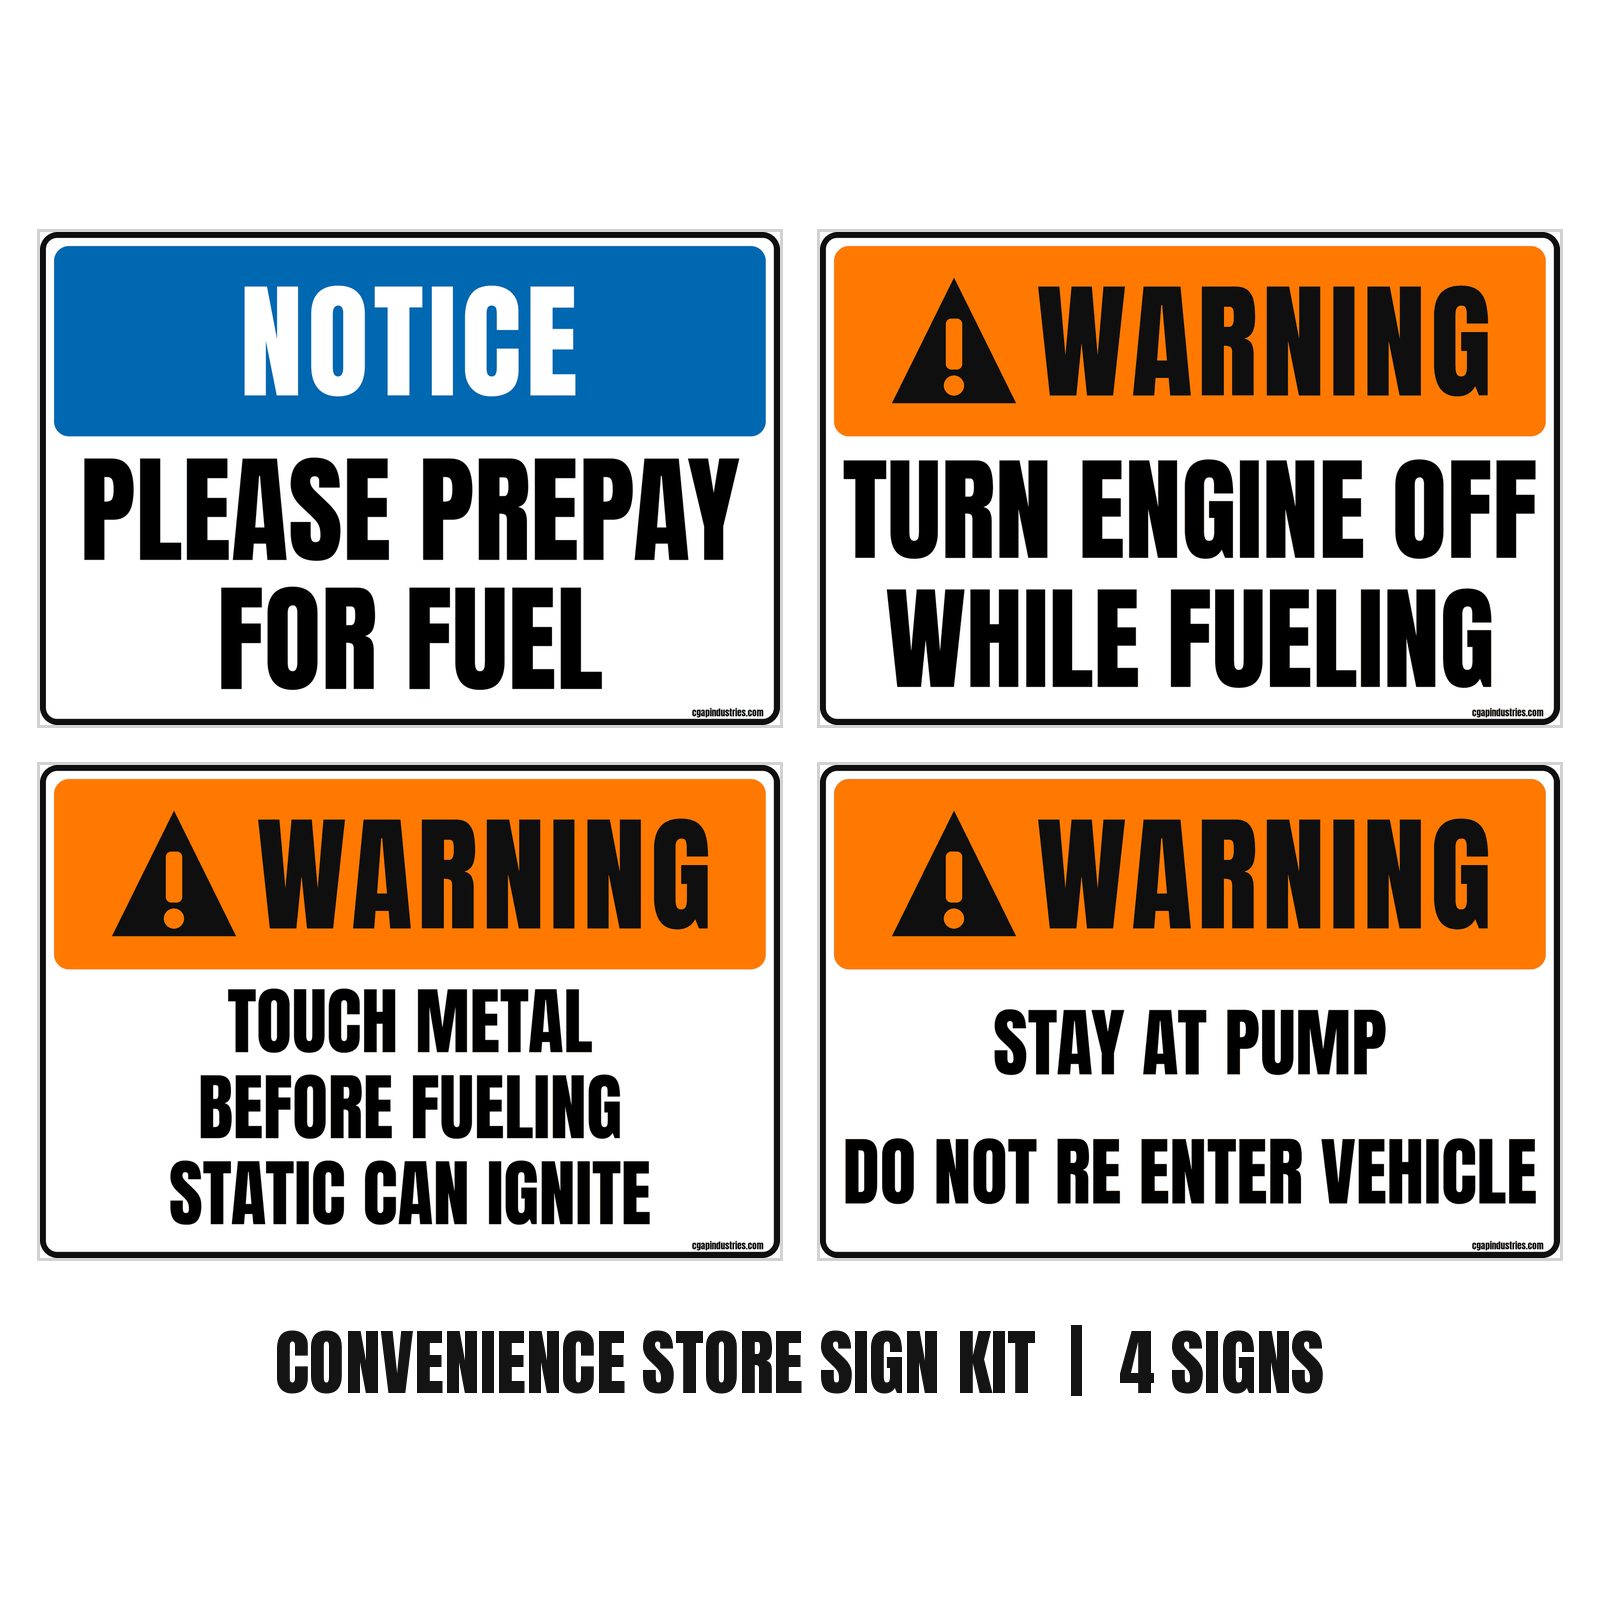 NOTICE
PLEASE PREPAY
FOR FUEL
cgapindustries.com
WARNING
TURN ENGINE OFF
WHILE FUELING
cgapindustries.com
WARNING
TOUCH METAL
BEFORE FUELING
STATIC CAN IGNITE
cgapindustries.com
WARNING
STAY AT PUMP
DO NOT RE ENTER VEHICLE
cgapindustries.com
CONVENIENCE STORE SIGN KIT | 4 SIGNS